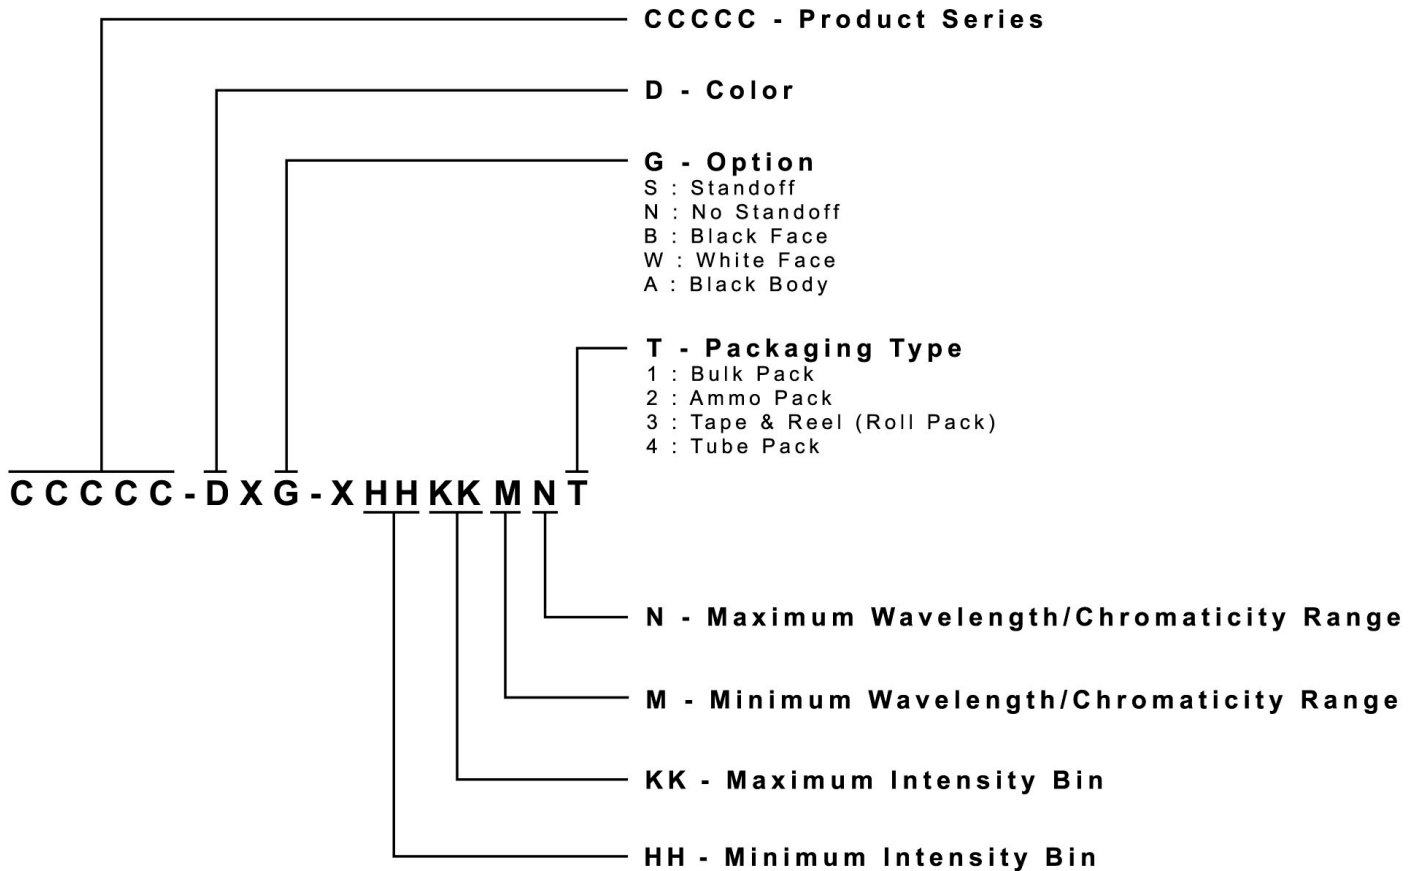 CCCCC - Product Series
D - Color
G - Option
S : Standoff
N : No Standoff
B : Black Face
W : White Face
A : Black Body
T - Packaging Type
1 : Bulk Pack
2 : Ammo Pack
3 : Tape & Reel (Roll Pack)
4 : Tube Pack
CCCCC-DXG-XHHKKMNT
N - Maximum Wavelength/Chromaticity Range
M - Minimum Wavelength/Chromaticity Range
KK - Maximum Intensity Bin
HH - Minimum Intensity Bin